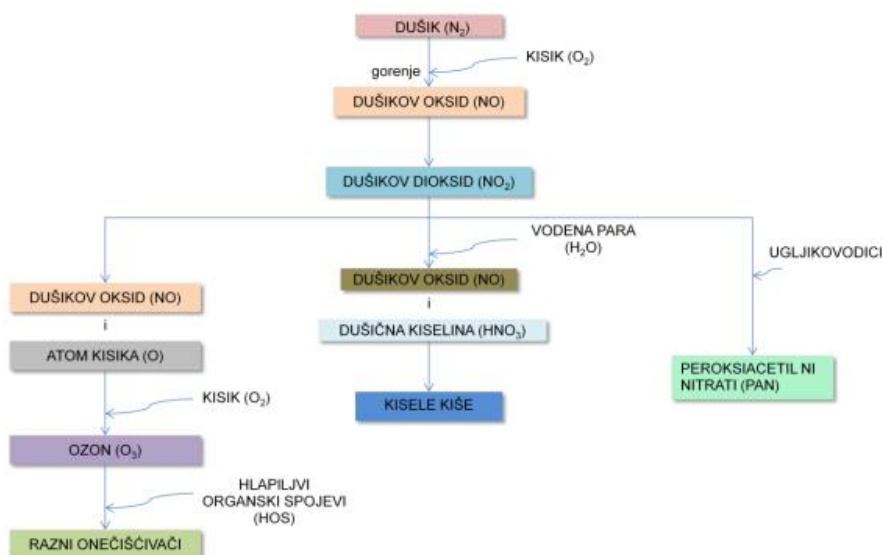 DUŠIK (N₂)
KISIK (O₂)
gorenje
DUŠIKOV OKSID (NO)
DUŠIKOV DIOKSID (NO₂)
VODENA PARA
(H₂O)
UGLJIKOVODICI
DUŠIKOV OKSID (NO)
i
ATOM KISIKA (O)
KISIK (O₂)
OZON (O₃)
HLAPILJVI
ORGANSKI SPOJEVI
(HOS)
RAZNI ONEČIŠĆIVAČI
DUŠIKOV OKSID (NO)
i
DUŠIČNA KISELINA (HNO₃)
KISELE KIŠE
PEROKSIACETIL NI
NITRATI (PAN)